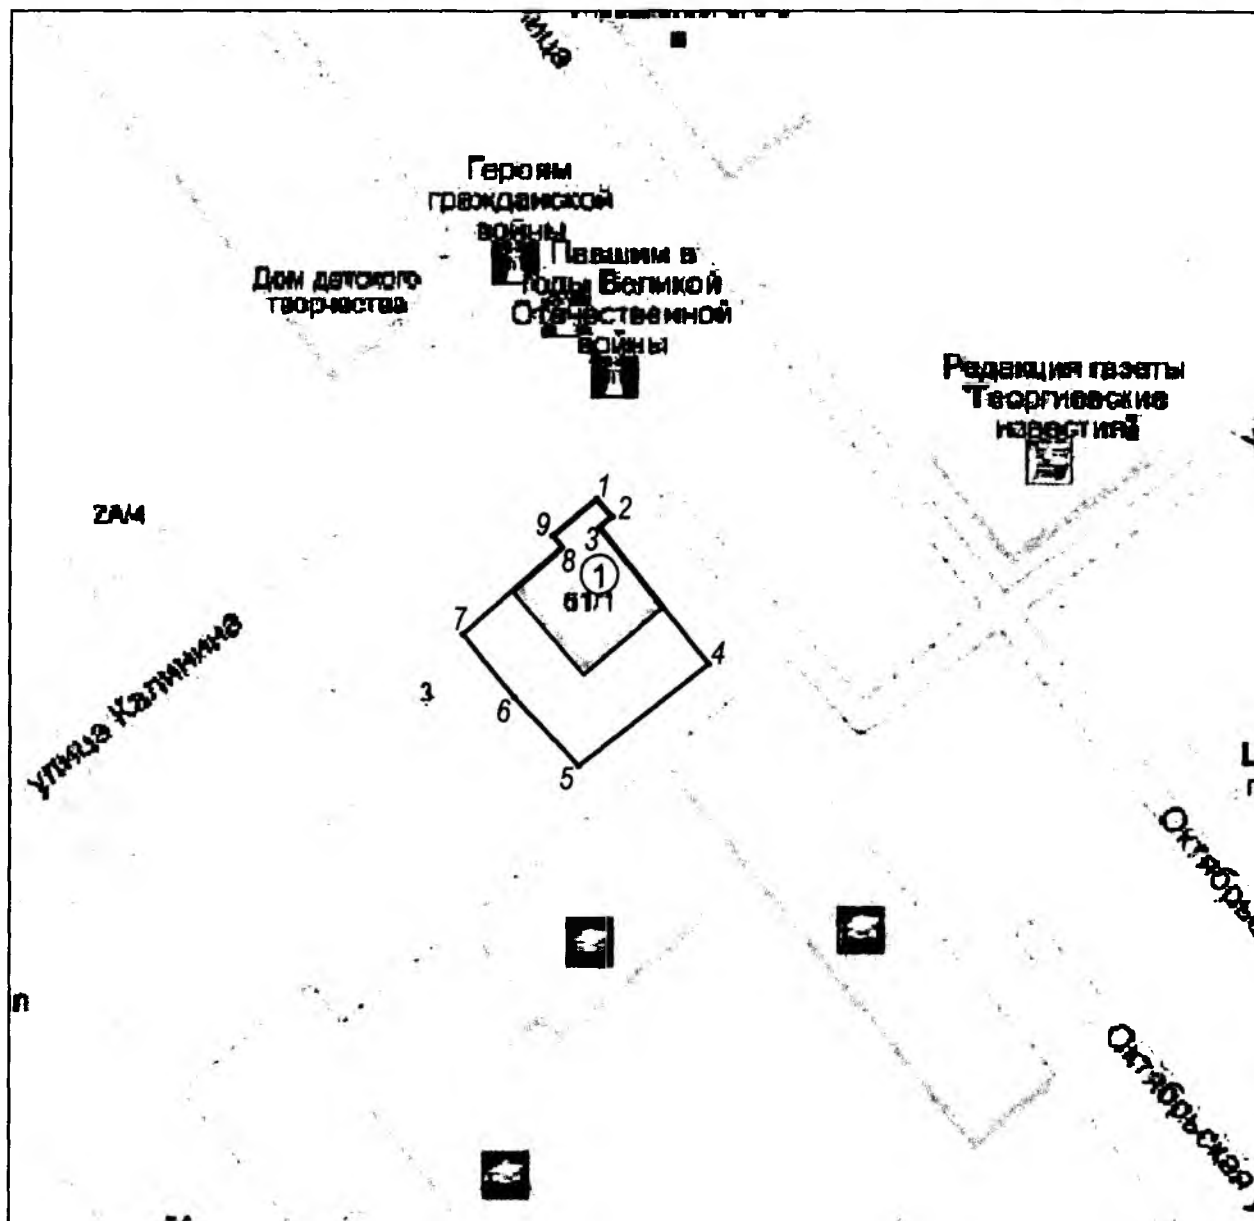 Героям
гражданской
войны
Павшим в
годы Великой
Отечественной
войны
Дом детского
творчества
Редакция газеты
"Георгиевские
известия"
2А/4
1
2
9
3
8
1
61/1
7
4
3
6
5
улица Калинина
Октябрьская